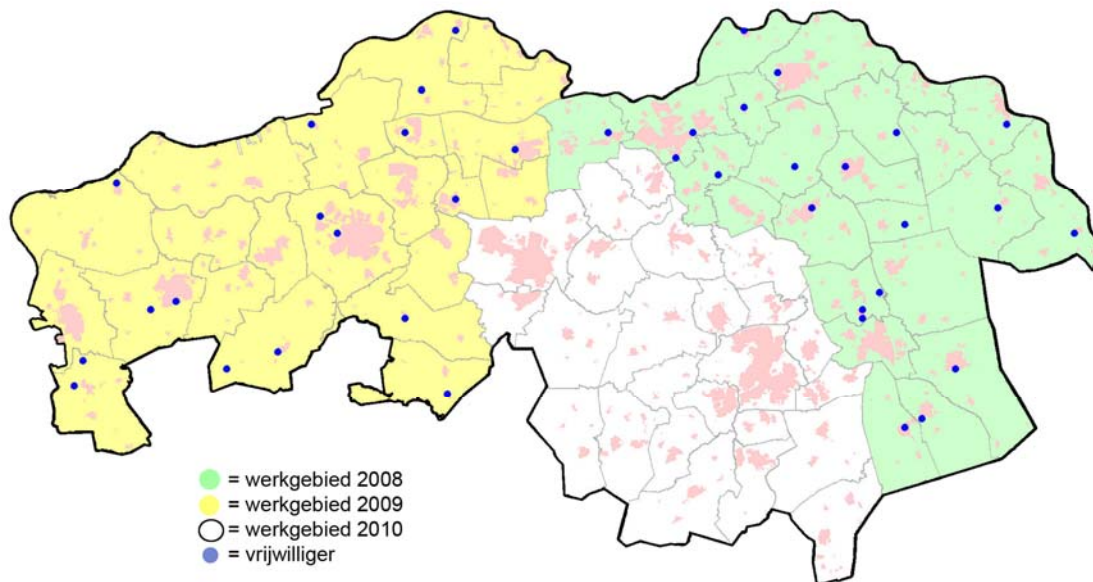 = werkgebied 2008
= werkgebied 2009
= werkgebied 2010
= vrijwilliger